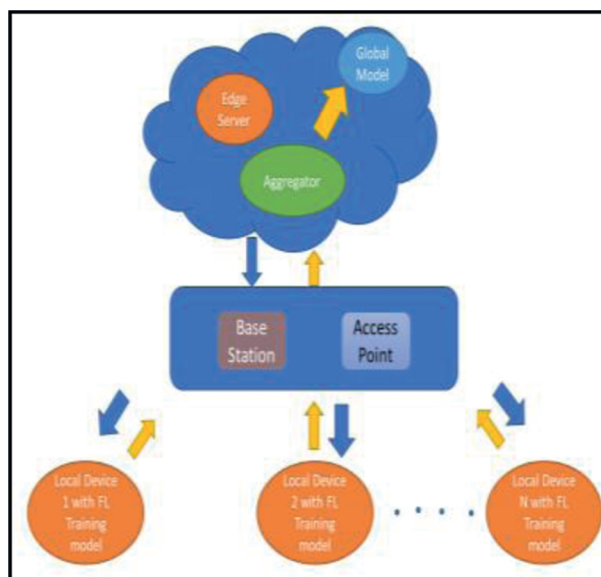 Global
Model
Edge
Server
Aggregator
Base
Station
Access
Point
Local Device
1 with FL
Training
model
Local Device
2 with FL
Training
model
Local Device
N with FL
Training
model